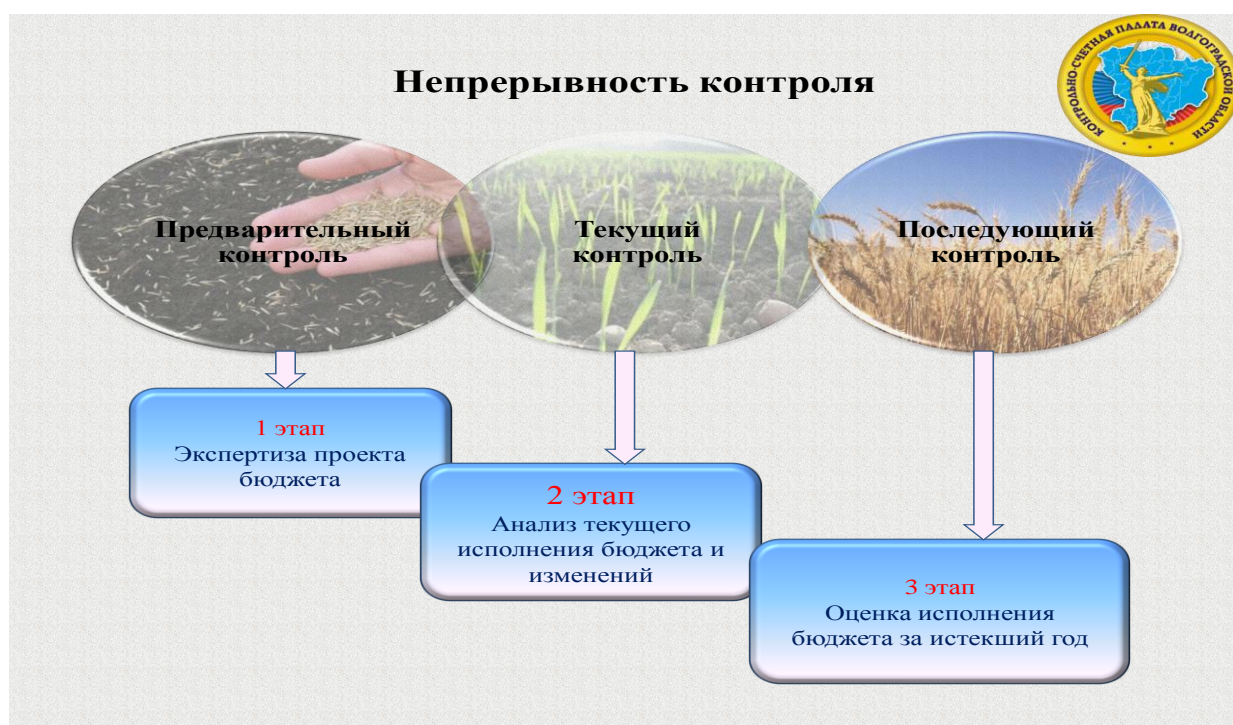 КОНТРОЛЬНО-СЧЕТНАЯ ПАЛАТА ВОЛГОГРАДСКОЙ ОБЛАСТИ
Непрерывность контроля
Предварительный
контроль
Текущий
контроль
Последующий
контроль
1 этап
Экспертиза проекта
бюджета
2 этап
Анализ текущего
исполнения бюджета и
изменений
3 этап
Оценка исполнения
бюджета за истекший год